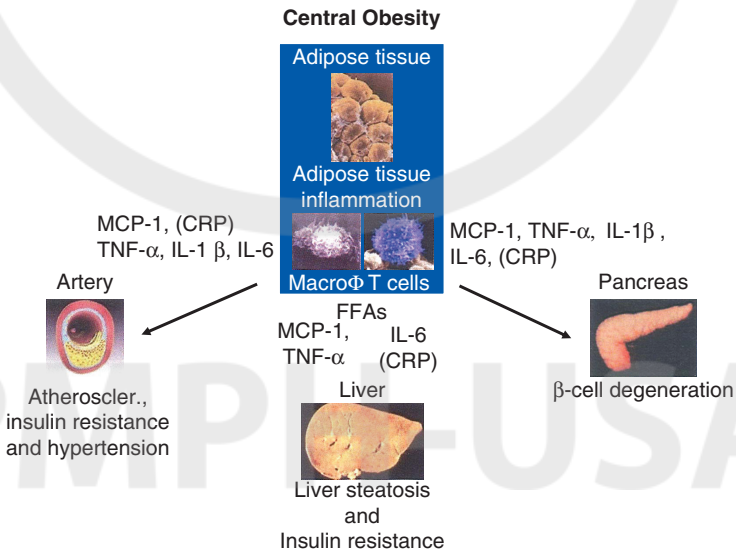 Central Obesity
Adipose tissue
Adipose tissue
inflammation
MacroΦ T cells
MCP-1, (CRP)
TNF-α, IL-1 β, IL-6
Artery
Atheroscler.,
insulin resistance
and hypertension
FFAs
MCP-1, IL-6
TNF-α (CRP)
Liver
Liver steatosis
and
Insulin resistance
MCP-1, TNF-α, IL-1β ,
IL-6, (CRP)
Pancreas
β-cell degeneration
PMPH-USA